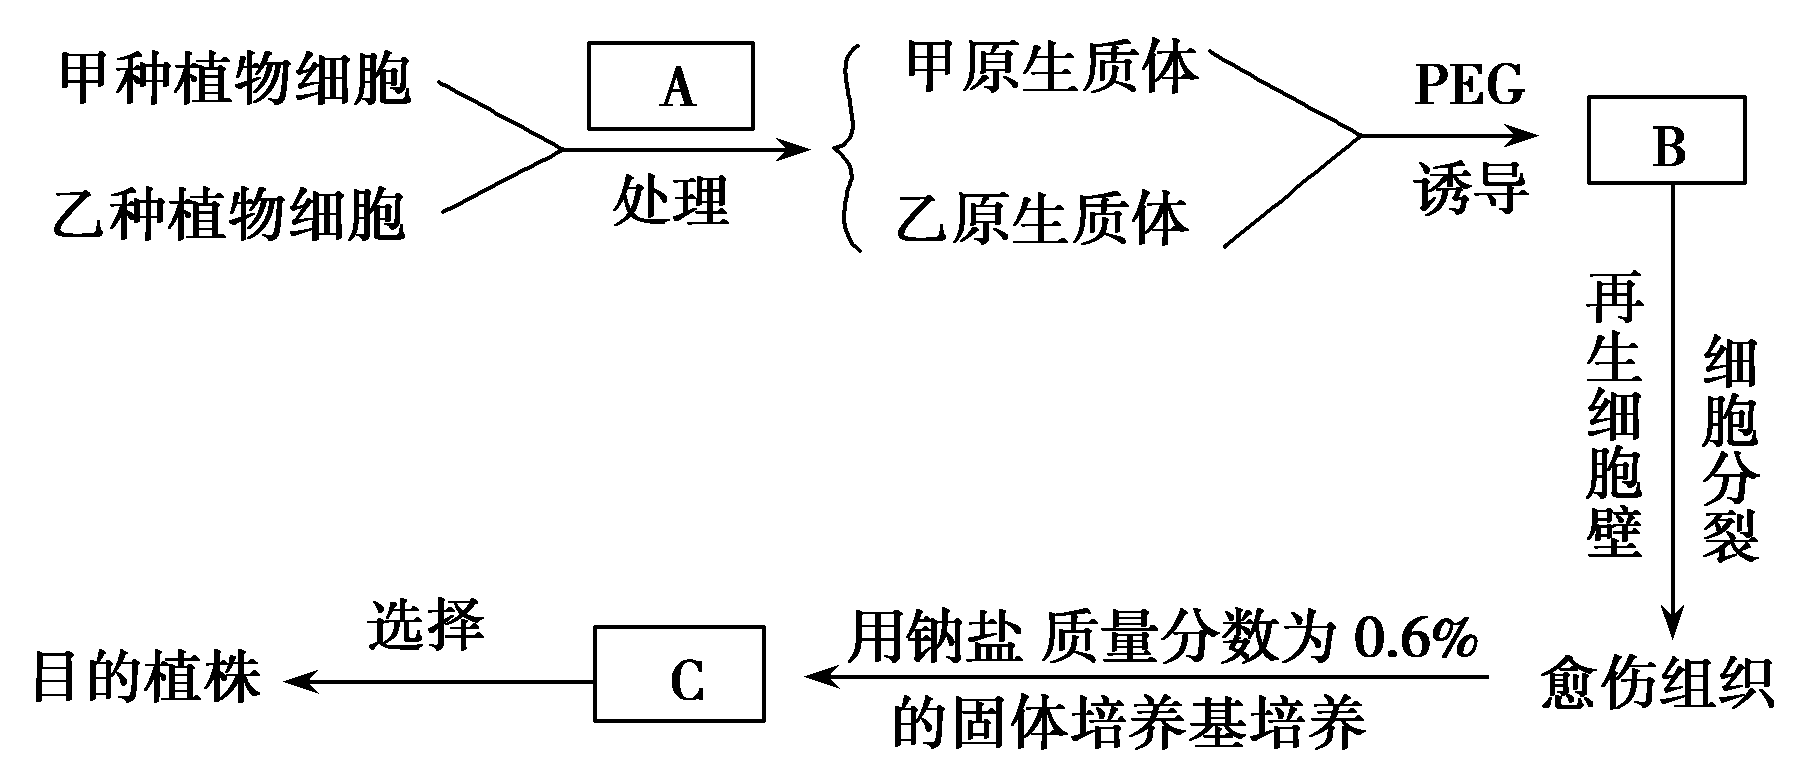 甲种植物细胞
乙种植物细胞
A
处理
甲原生质体
乙原生质体
PEG
诱导
B
再生细胞壁
细胞分裂
愈伤组织
用钠盐 质量分数为 0.6%
的固体培养基培养
C
选择
目的植株